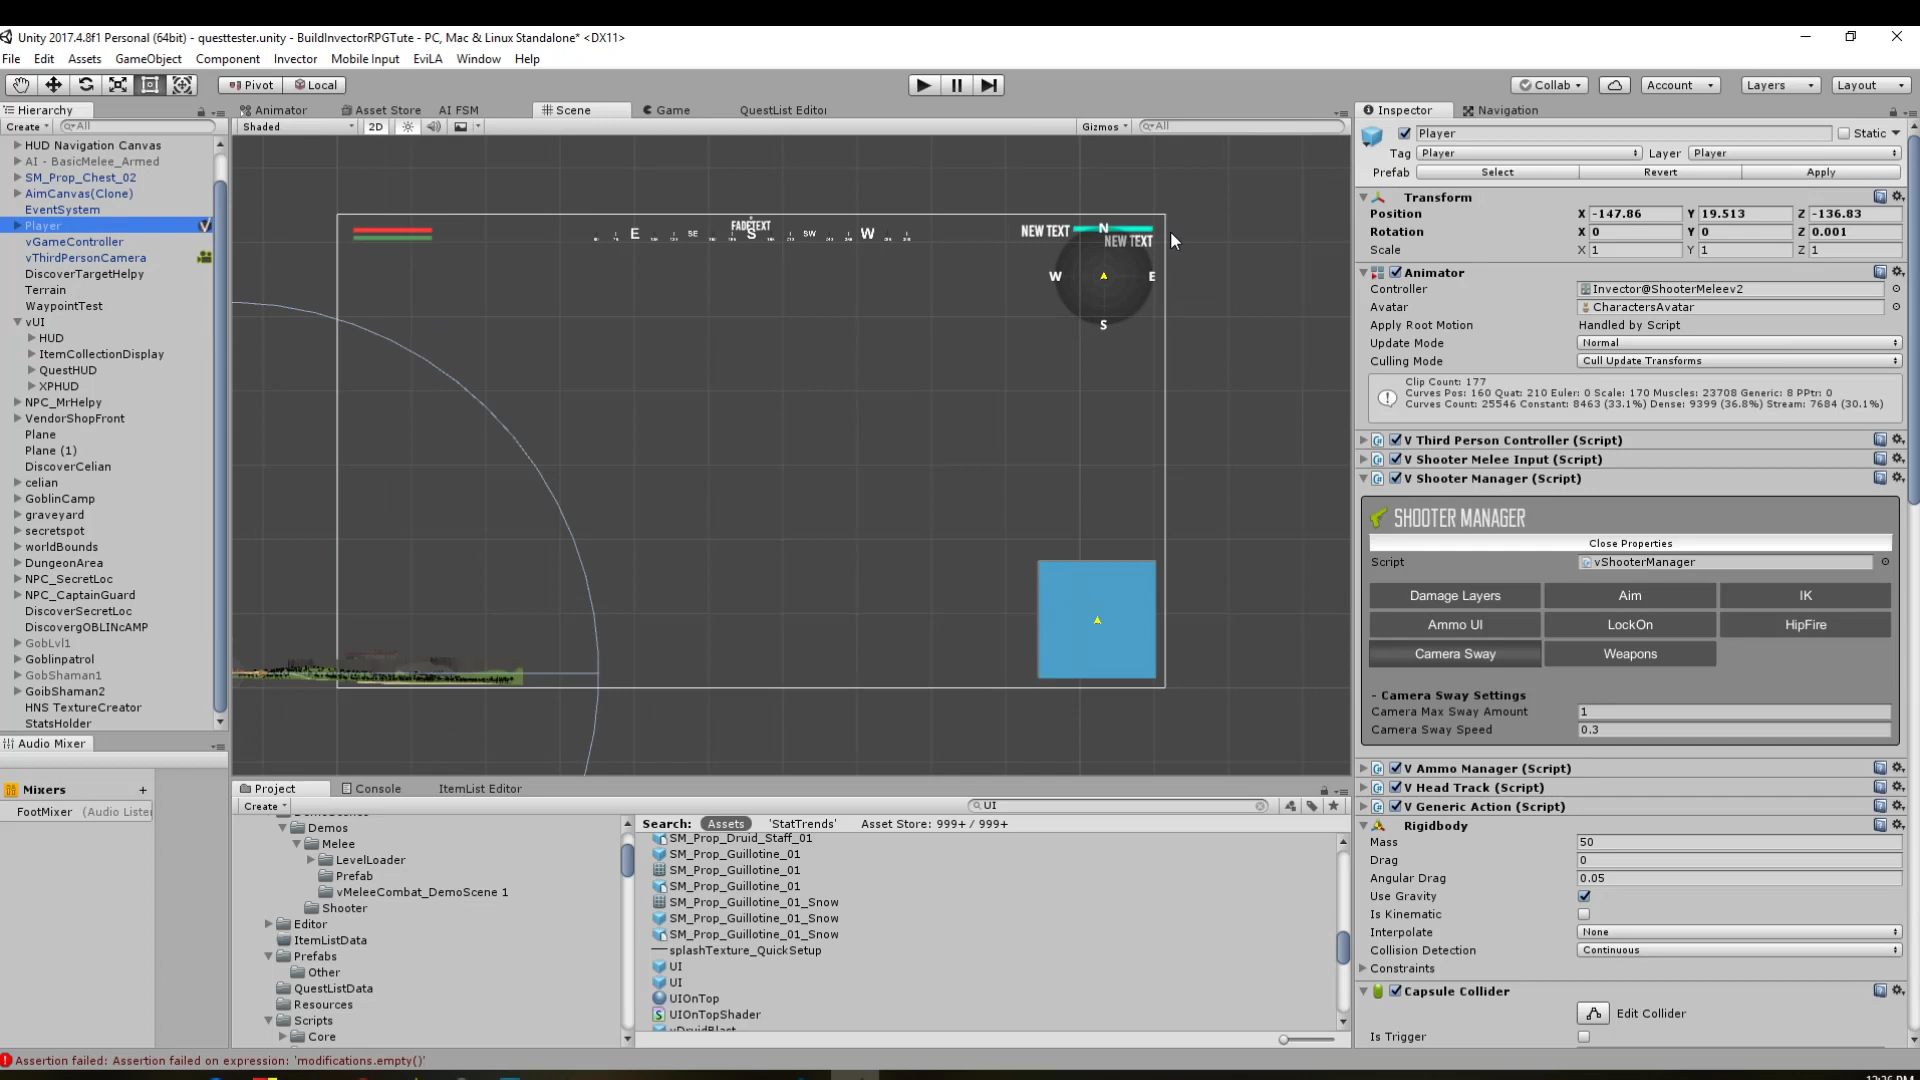 Unity 2017.4.8f1 Personal (64bit) - questtester.unity - BuildInvectorRPGTute - PC, Mac & Linux Standalone* <DX11>
File Edit Assets GameObject Component Invector Mobile Input EviLA Window Help
Pivot Local Collab Account Layers Layout
Hierarchy
Create All
HUD Navigation Canvas
AI - BasicMelee_Armed
SM_Prop_Chest_02
AimCanvas(Clone)
EventSystem
Player
vGameController
vThirdPersonCamera
DiscoverTargetHelpy
Terrain
WaypointTest
vUI
HUD
ItemCollectionDisplay
QuestHUD
XPHUD
NPC_MrHelpy
VendorShopFront
Plane
Plane (1)
DiscoverCelian
celian
GoblinCamp
graveyard
secretspot
worldBounds
DungeonArea
NPC_SecretLoc
NPC_CaptainGuard
DiscoverSecretLoc
DiscovergOBLINcAMP
GobLvl1
Goblinpatrol
GobShaman1
GoibShaman2
HNS TextureCreator
StatsHolder
Audio Mixer
Mixers +
FootMixer (Audio Listen
Animator Asset Store AI FSM Scene Game QuestList Editor
Shaded 2D Gizmos All
E SE FADETEXT S SW W
NEW TEXT N
NEW TEXT
W E
S
Project Console ItemList Editor
Create UI
Demos
Melee
LevelLoader
Prefab
vMeleeCombat_DemoScene 1
Shooter
Editor
ItemListData
Prefabs
Other
QuestListData
Resources
Scripts
Core
Search: Assets 'StatTrends' Asset Store: 999+ / 999+
SM_Prop_Druid_Staff_01
SM_Prop_Guillotine_01
SM_Prop_Guillotine_01
SM_Prop_Guillotine_01
SM_Prop_Guillotine_01_Snow
SM_Prop_Guillotine_01_Snow
SM_Prop_Guillotine_01_Snow
splashTexture_QuickSetup
UI
UI
UIOnTop
UIOnTopShader
vDruidBlast
Inspector Navigation
Player Static
Tag Player Layer Player
Prefab Select Revert Apply
Transform
Position X -147.86 Y 19.513 Z -136.83
Rotation X 0 Y 0 Z 0.001
Scale X 1 Y 1 Z 1
Animator
Controller Invector@ShooterMeleev2
Avatar CharactersAvatar
Apply Root Motion Handled by Script
Update Mode Normal
Culling Mode Cull Update Transforms
Clip Count: 177
Curves Pos: 160 Quat: 210 Euler: 0 Scale: 170 Muscles: 23708 Generic: 8 PPtr: 0
Curves Count: 25546 Constant: 8463 (33.1%) Dense: 9399 (36.8%) Stream: 7684 (30.1%)
V Third Person Controller (Script)
V Shooter Melee Input (Script)
V Shooter Manager (Script)
SHOOTER MANAGER
Close Properties
Script vShooterManager
Damage Layers Aim IK
Ammo UI LockOn HipFire
Camera Sway Weapons
- Camera Sway Settings
Camera Max Sway Amount 1
Camera Sway Speed 0.3
V Ammo Manager (Script)
V Head Track (Script)
V Generic Action (Script)
Rigidbody
Mass 50
Drag 0
Angular Drag 0.05
Use Gravity
Is Kinematic
Interpolate None
Collision Detection Continuous
Constraints
Capsule Collider
Edit Collider
Is Trigger
Assertion failed: Assertion failed on expression: 'modifications.empty()'